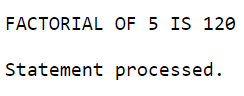 FACTORIAL OF 5 IS 120
Statement processed.